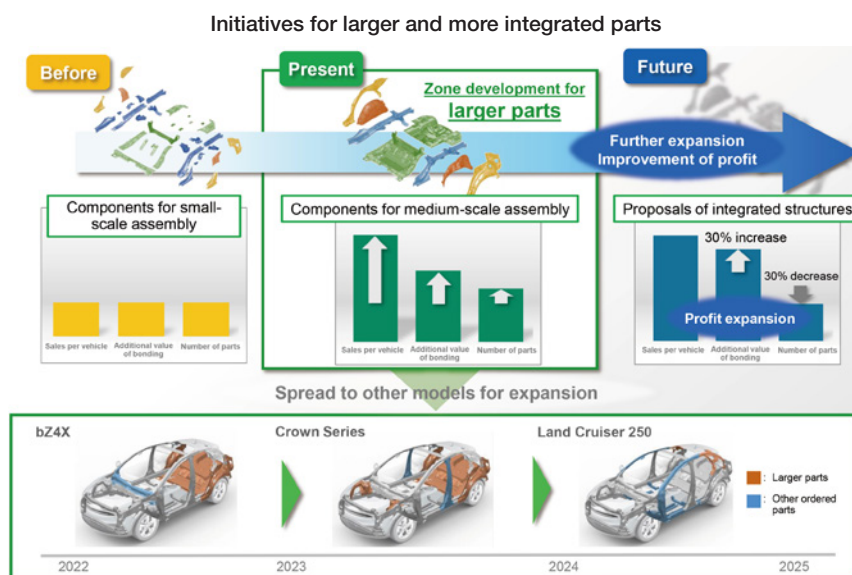 Initiatives for larger and more integrated parts
Before
Present
Future
Zone development for
larger parts
Further expansion
Improvement of profit
Components for small-
scale assembly
Components for medium-scale assembly
Proposals of integrated structures
30% increase
30% decrease
Profit expansion
Sales per vehicle
Additional value
of bonding
Number of parts
Sales per vehicle
Additional value
of bonding
Number of parts
Sales per vehicle
Additional value
of bonding
Number of parts
Spread to other models for expansion
bZ4X
Crown Series
Land Cruiser 250
: Larger parts
: Other ordered
parts
2022
2023
2024
2025